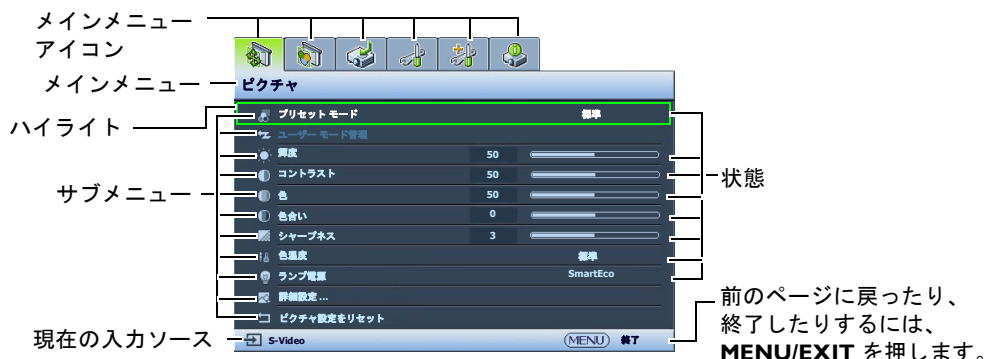 メインメニュー
アイコン
メインメニュー
ピクチャ
ハイライト
プリセット モード 標準
ユーザー モード管理
輝度 50
コントラスト 50
色 50
色合い 0
シャープネス 3
色温度 標準
ランプ電源 SmartEco
詳細設定 ...
ピクチャ設定をリセット
サブメニュー
状態
現在の入力ソース
S-Video MENU 終了
前のページに戻ったり、
終了したりするには、
MENU/EXIT を押します。